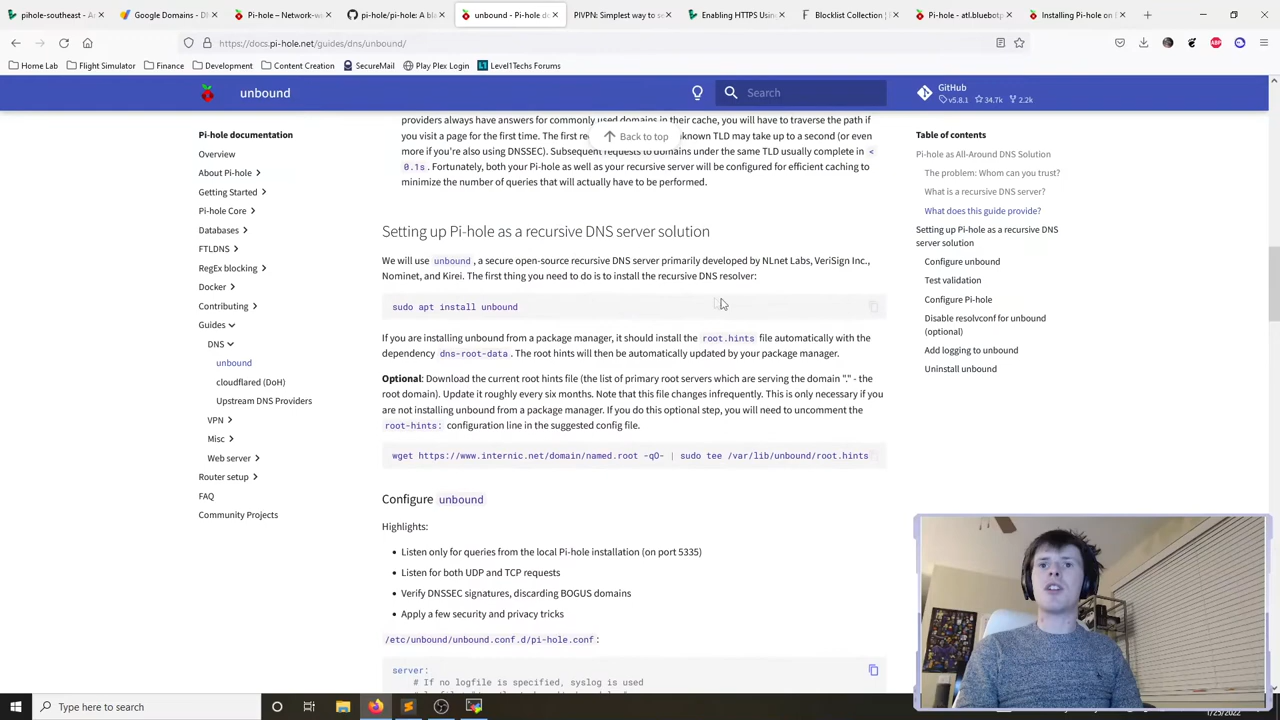 pihole-southeast - A
Google Domains - D
Pi-hole – Network-w
pi-hole/pi-hole: A bla
unbound - Pi-hole do
PIVPN: Simplest way to se
Enabling HTTPS
Blocklist Collection | P
Pi-hole - atl.bluebotp
Installing Pi-hole on
https://docs.pi-hole.net/guides/dns/unbound/
Home Lab
Flight Simulator
Finance
Development
Content Creation
SecureMail
Play Plex Login
Level1Techs Forums
unbound
Search
GitHub
v5.8.1 34.7k 2.2k
Pi-hole documentation
Overview
About Pi-hole
Getting Started
Pi-hole Core
Databases
FTLDNS
RegEx blocking
Docker
Contributing
Guides
DNS
unbound
cloudflared (DoH)
Upstream DNS Providers
VPN
Misc
Web server
Router setup
FAQ
Community Projects
Back to top
providers always have answers for commonly used domains in their cache, you will have to traverse the path if
you visit a page for the first time. The first req known TLD may take up to a second (or even
more if you're also using DNSSEC). Subsequent requests to domains under the same TLD usually complete in <
0.1s. Fortunately, both your Pi-hole as well as your recursive server will be configured for efficient caching to
minimize the number of queries that will actually have to be performed.
Setting up Pi-hole as a recursive DNS server solution
We will use unbound, a secure open-source recursive DNS server primarily developed by NLnet Labs, VeriSign Inc.,
Nominet, and Kirei. The first thing you need to do is to install the recursive DNS resolver:
sudo apt install unbound
If you are installing unbound from a package manager, it should install the root.hints file automatically with the
dependency dns-root-data. The root hints will then be automatically updated by your package manager.
Optional: Download the current root hints file (the list of primary root servers which are serving the domain "." - the
root domain). Update it roughly every six months. Note that this file changes infrequently. This is only necessary if you
are not installing unbound from a package manager. If you do this optional step, you will need to uncomment the
root-hints: configuration line in the suggested config file.
wget https://www.internic.net/domain/named.root -qO- | sudo tee /var/lib/unbound/root.hints
Configure unbound
Highlights:
• Listen only for queries from the local Pi-hole installation (on port 5335)
• Listen for both UDP and TCP requests
• Verify DNSSEC signatures, discarding BOGUS domains
• Apply a few security and privacy tricks
/etc/unbound/unbound.conf.d/pi-hole.conf:
server:
# If no logfile is specified, syslog is used
Table of contents
Pi-hole as All-Around DNS Solution
The problem: Whom can you trust?
What is a recursive DNS server?
What does this guide provide?
Setting up Pi-hole as a recursive DNS
server solution
Configure unbound
Test validation
Configure Pi-hole
Disable resolvconf for unbound
(optional)
Add logging to unbound
Uninstall unbound
Type here to search
1/25/2022